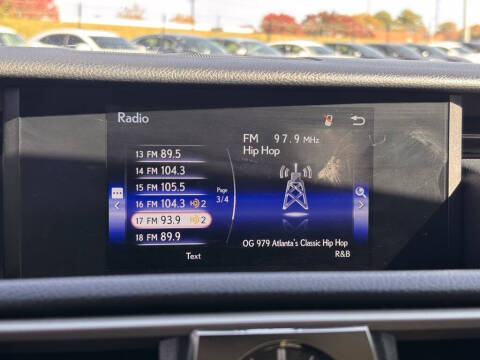 Radio
FM 97.9 MHz
Hip Hop
13 FM 89.5
14 FM 104.3
15 FM 105.5
16 FM 104.3 2
17 FM 93.9 2
18 FM 89.9
Page
3/4
OG 979 Atlanta's Classic Hip Hop
Text
R&B